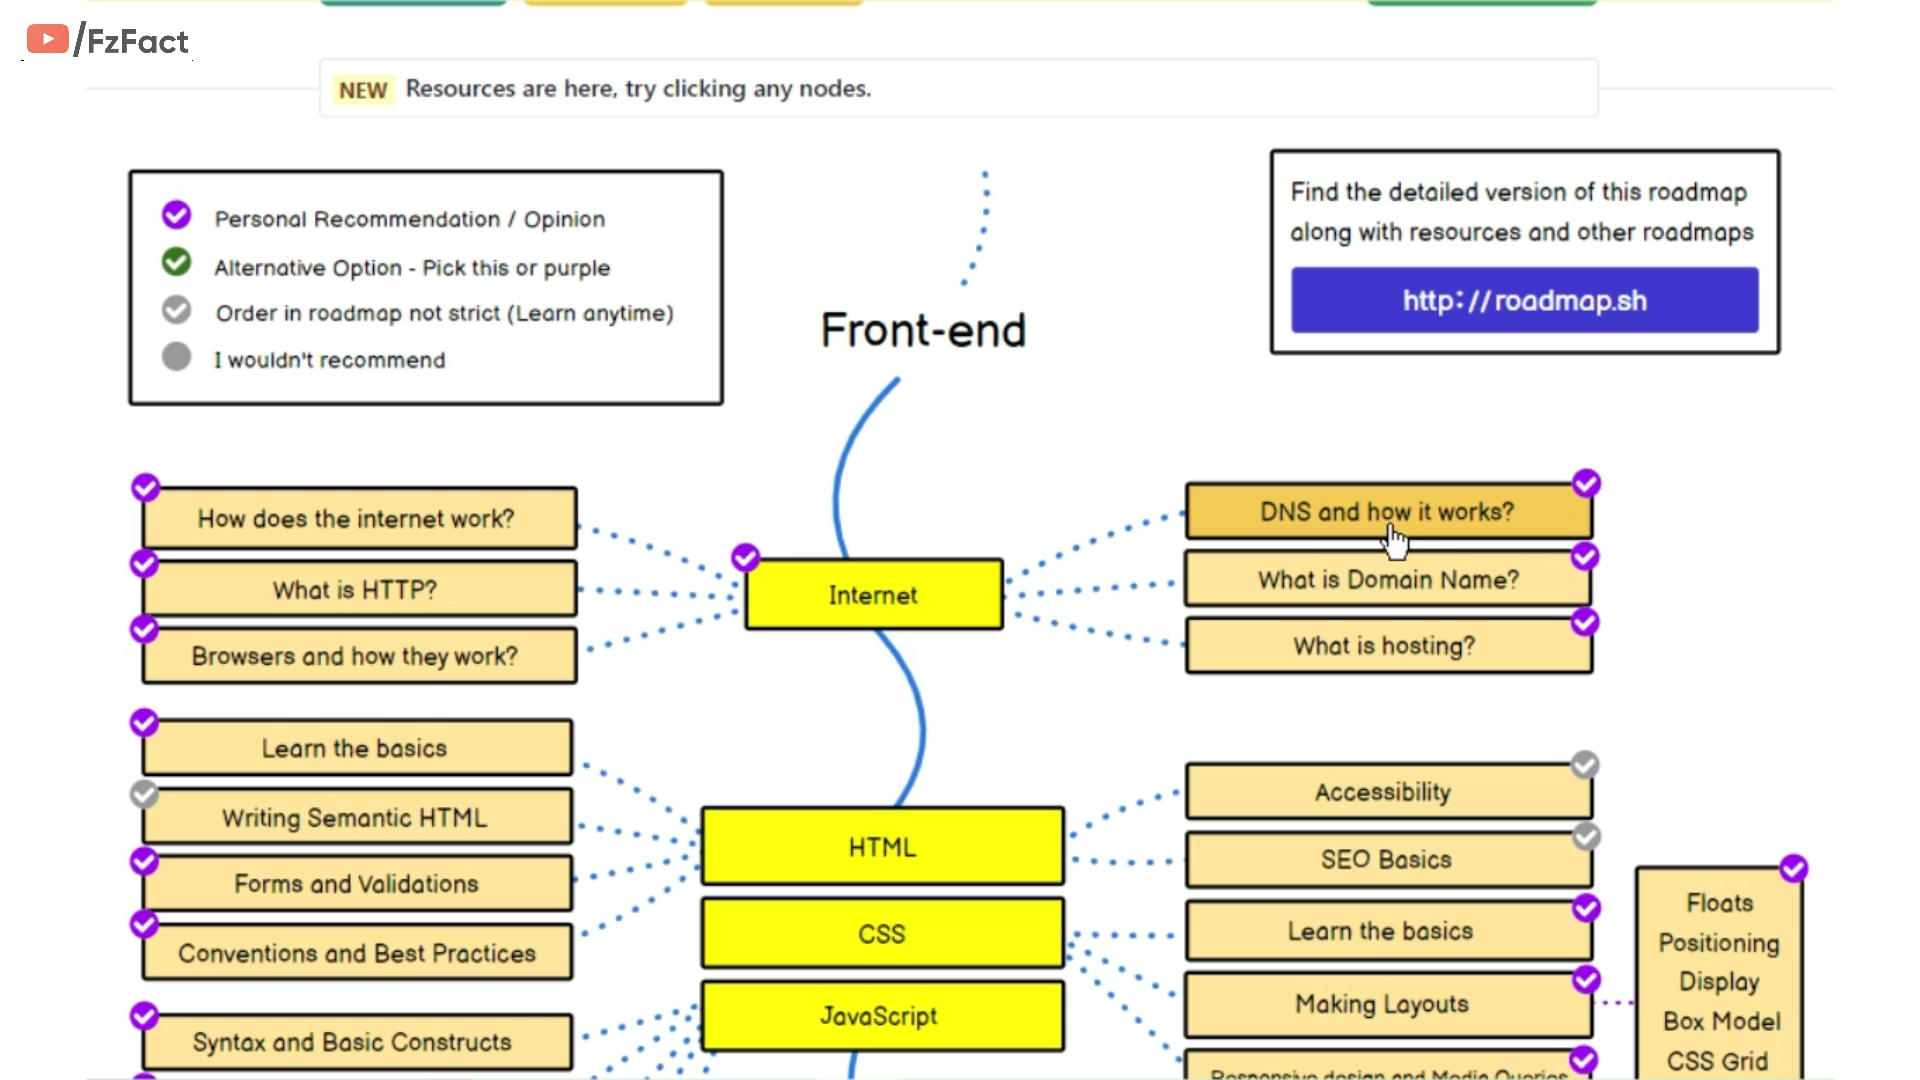 /FzFact
NEW Resources are here, try clicking any nodes.
Personal Recommendation / Opinion
Alternative Option - Pick this or purple
Order in roadmap not strict (Learn anytime)
I wouldn't recommend
Find the detailed version of this roadmap
along with resources and other roadmaps
http://roadmap.sh
Front-end
How does the internet work?
What is HTTP?
Browsers and how they work?
Internet
DNS and how it works?
What is Domain Name?
What is hosting?
Learn the basics
Writing Semantic HTML
Forms and Validations
Conventions and Best Practices
HTML
Accessibility
SEO Basics
CSS
Learn the basics
Making Layouts
Floats
Positioning
Display
Box Model
CSS Grid
JavaScript
Syntax and Basic Constructs
Responsive design and Media Queries